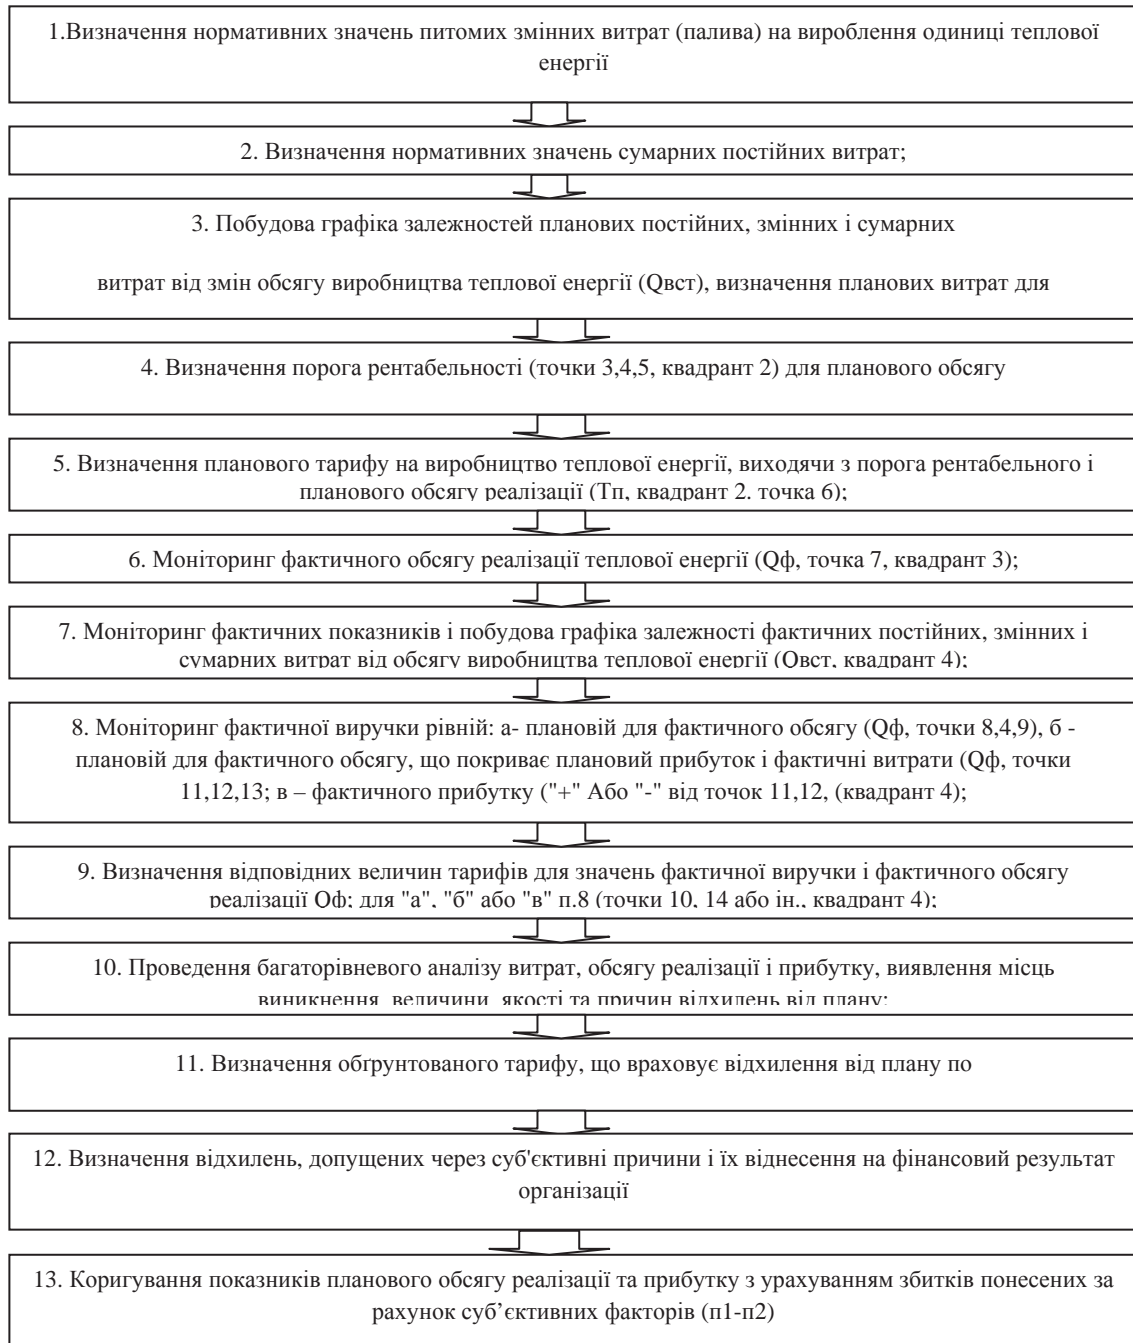 1.Визначення нормативних значень питомих змінних витрат (палива) на вироблення одиниці теплової
енергії
2. Визначення нормативних значень сумарних постійних витрат;
3. Побудова графіка залежностей планових постійних, змінних і сумарних
витрат від змін обсягу виробництва теплової енергії (Qвст), визначення планових витрат для
4. Визначення порога рентабельності (точки 3,4,5, квадрант 2) для планового обсягу
5. Визначення планового тарифу на виробництво теплової енергії, виходячи з порога рентабельного і
планового обсягу реалізації (Тп, квадрант 2. точка 6);
6. Моніторинг фактичного обсягу реалізації теплової енергії (Qф, точка 7, квадрант 3);
7. Моніторинг фактичних показників і побудова графіка залежності фактичних постійних, змінних і
сумарних витрат від обсягу виробництва теплової енергії (Qвст, квадрант 4);
8. Моніторинг фактичної виручки рівній: а- плановій для фактичного обсягу (Qф, точки 8,4,9), б -
плановій для фактичного обсягу, що покриває плановий прибуток і фактичні витрати (Qф, точки
11,12,13; в – фактичного прибутку ("+" Або "-" від точок 11,12, (квадрант 4);
9. Визначення відповідних величин тарифів для значень фактичної виручки і фактичного обсягу
реалізації Qф; для "а", "б" або "в" п.8 (точки 10, 14 або ін., квадрант 4);
10. Проведення багаторівневого аналізу витрат, обсягу реалізації і прибутку, виявлення місць
виникнення, величини, якості та причин відхилень від плану;
11. Визначення обґрунтованого тарифу, що враховує відхилення від плану по
12. Визначення відхилень, допущених через суб'єктивні причини і їх віднесення на фінансовий результат
організації
13. Коригування показників планового обсягу реалізації та прибутку з урахуванням збитків понесених за
рахунок суб’єктивних факторів (п1-п2)